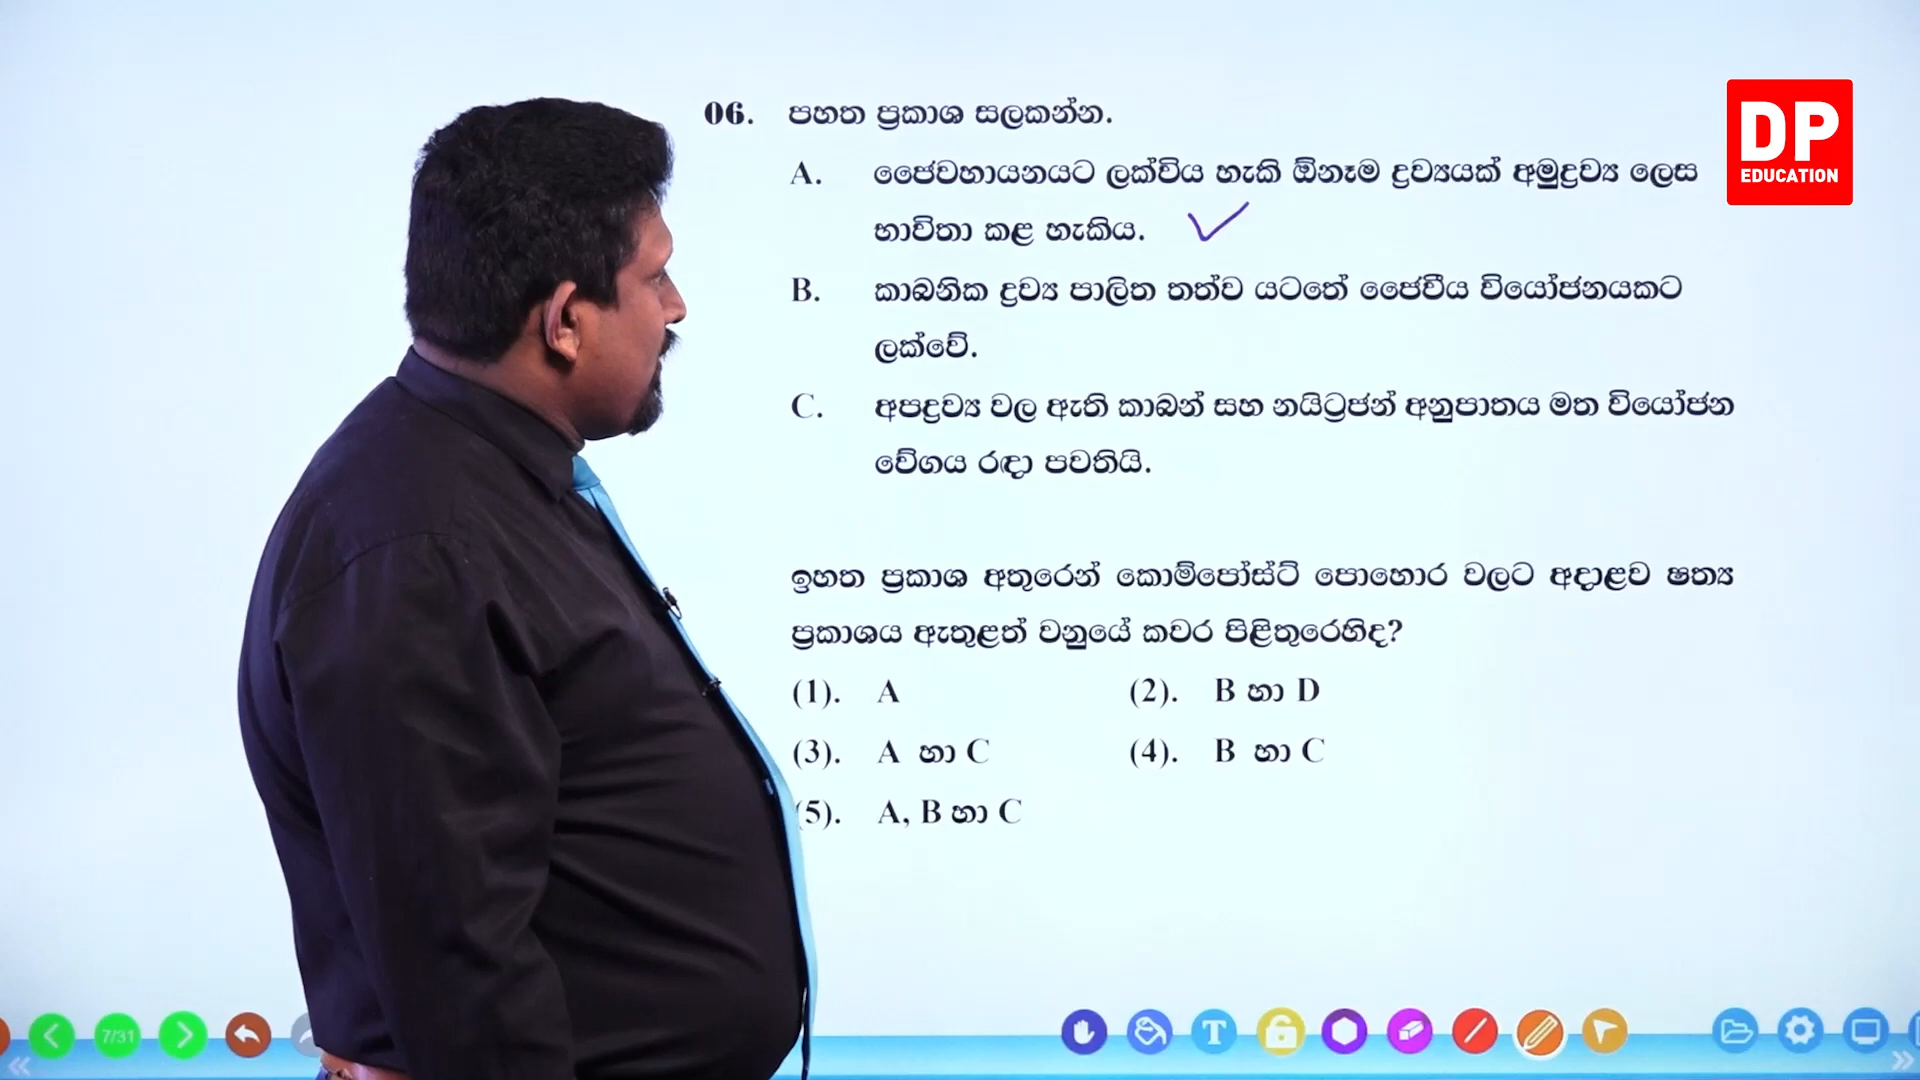 DP
EDUCATION
06. පහත ප්‍රකාශ සලකන්න.
A. ජෛවහායනයට ලක්විය හැකි ඕනෑම ද්‍රව්‍යයක් අමුද්‍රව්‍ය ලෙස
භාවිතා කළ හැකිය.
B. කාබනික ද්‍රව්‍ය පාලිත තත්ව යටතේ ජෛවීය වියෝජනයකට
ලක්වේ.
C. අපද්‍රව්‍ය වල ඇති කාබන් සහ නයිට්‍රජන් අනුපාතය මත වියෝජන
වේගය රඳා පවතියි.
ඉහත ප්‍රකාශ අතුරෙන් කොම්පෝස්ට් පොහොර වලට අදාළව ෂත්‍ය
ප්‍රකාශය ඇතුළත් වනුයේ කවර පිළිතුරෙහිද?
(1). A (2). B හා D
(3). A හා C (4). B හා C
(5). A, B හා C
7/31
T